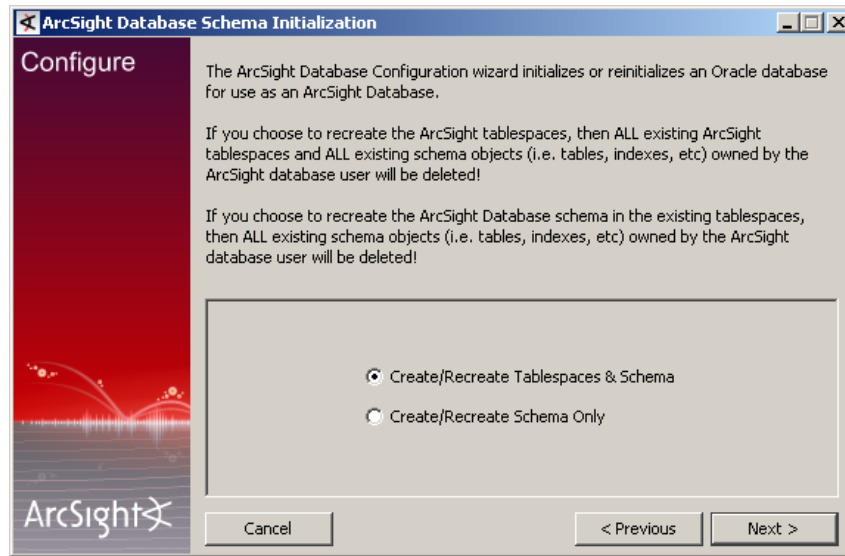 ArcSight Database Schema Initialization
Configure
The ArcSight Database Configuration wizard initializes or reinitializes an Oracle database
for use as an ArcSight Database.
If you choose to recreate the ArcSight tablespaces, then ALL existing ArcSight
tablespaces and ALL existing schema objects (i.e. tables, indexes, etc) owned by the
ArcSight database user will be deleted!
If you choose to recreate the ArcSight Database schema in the existing tablespaces,
then ALL existing schema objects (i.e. tables, indexes, etc) owned by the ArcSight
database user will be deleted!
Create/Recreate Tablespaces & Schema
Create/Recreate Schema Only
ArcSight
Cancel
< Previous
Next >